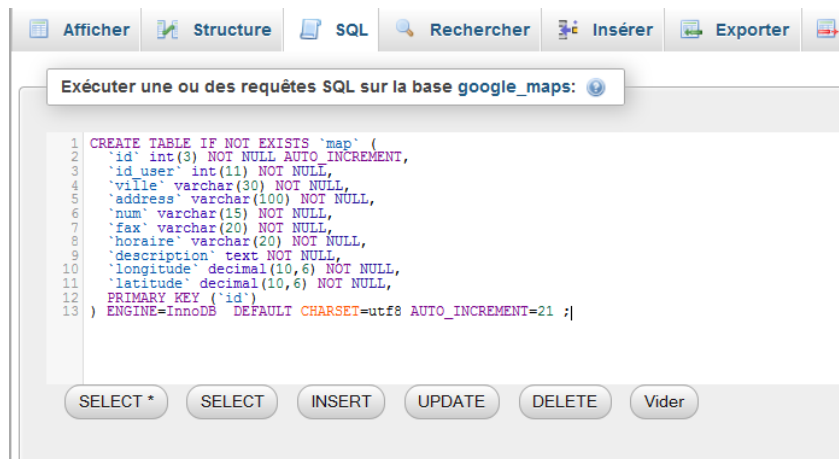 Afficher Structure SQL Rechercher Insérer Exporter
Exécuter une ou des requêtes SQL sur la base google_maps:
1 CREATE TABLE IF NOT EXISTS `map` (
2 `id` int(3) NOT NULL AUTO_INCREMENT,
3 `id_user` int(11) NOT NULL,
4 `ville` varchar(30) NOT NULL,
5 `address` varchar(100) NOT NULL,
6 `num` varchar(15) NOT NULL,
7 `fax` varchar(20) NOT NULL,
8 `horaire` varchar(20) NOT NULL,
9 `description` text NOT NULL,
10 `longitude` decimal(10,6) NOT NULL,
11 `latitude` decimal(10,6) NOT NULL,
12 PRIMARY KEY (`id`)
13 ) ENGINE=InnoDB  DEFAULT CHARSET=utf8 AUTO_INCREMENT=21 ;
SELECT * SELECT INSERT UPDATE DELETE Vider